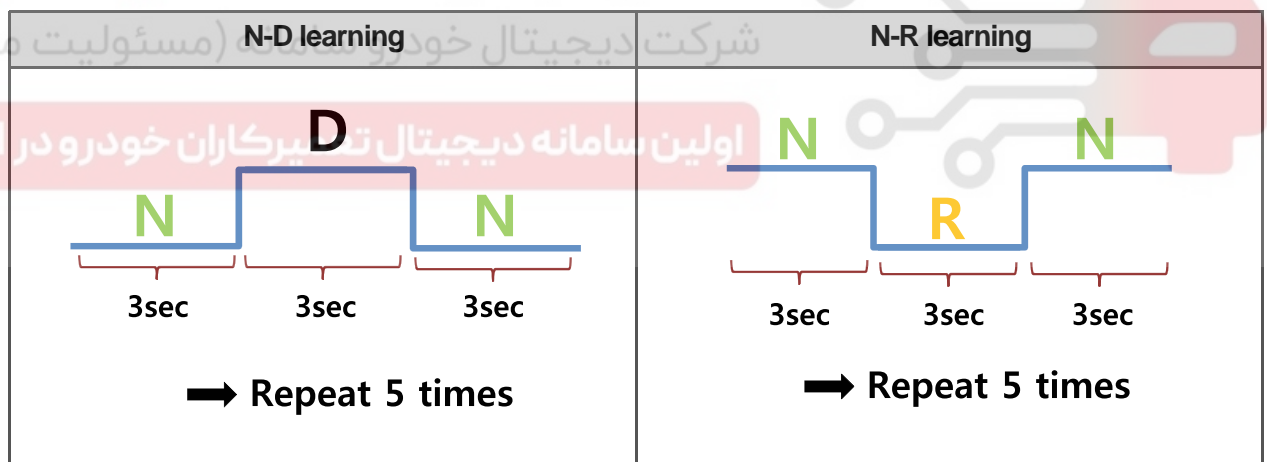 N-D learning
N-R learning
شرکت دیجیتال خودرو سامانه (مسئولیت
اولین سامانه دیجیتال تعمیرکاران خودرو در
D
N
N
3sec
3sec
3sec
➡ Repeat 5 times
N
N
R
3sec
3sec
3sec
➡ Repeat 5 times